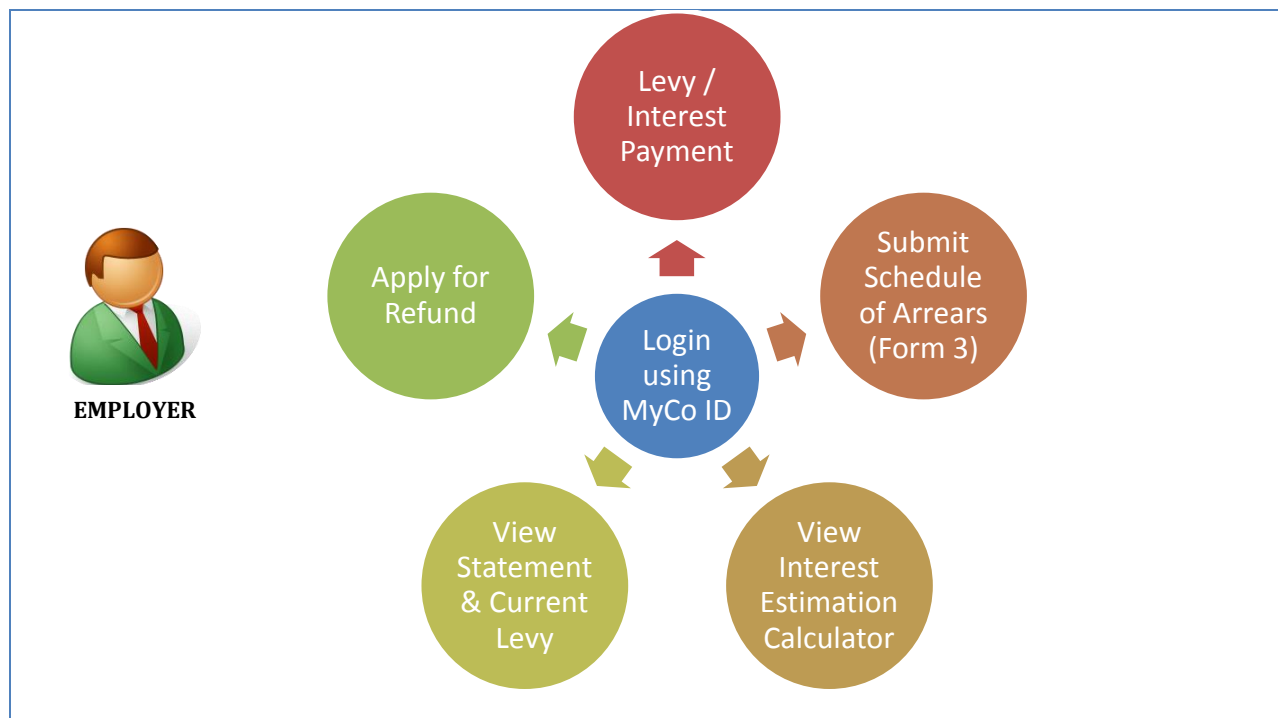 Levy /
Interest
Payment
Submit
Schedule
of Arrears
(Form 3)
Apply for
Refund
Login
using
MyCo ID
EMPLOYER
View
Statement
& Current
Levy
View
Interest
Estimation
Calculator